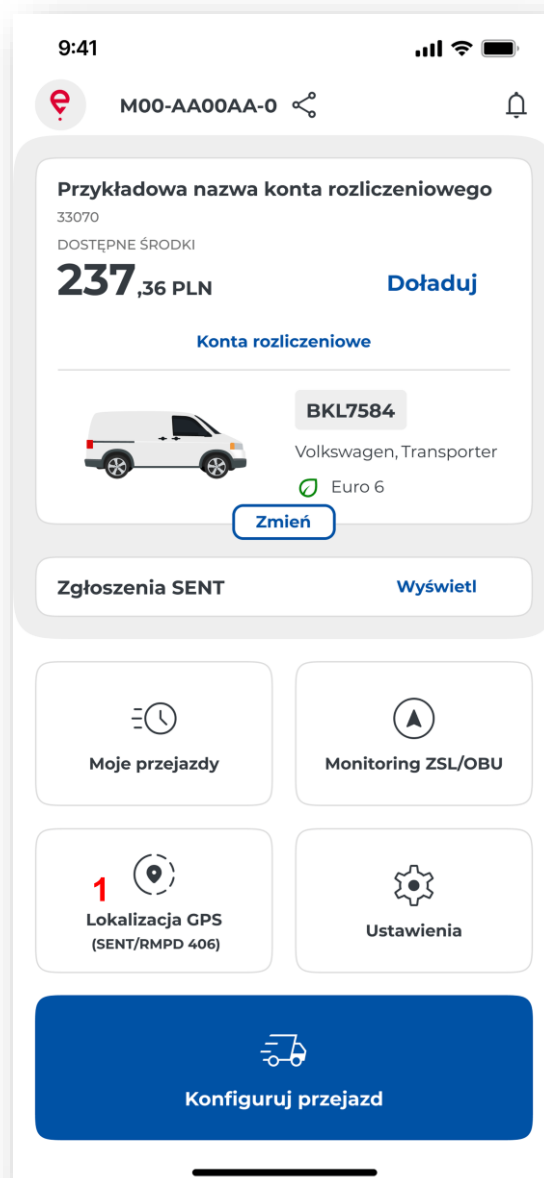 9:41
M00-AA00AA-0
Przykładowa nazwa konta rozliczeniowego
33070
DOSTĘPNE ŚRODKI
237,36 PLN
Doładuj
Konta rozliczeniowe
BKL7584
Volkswagen, Transporter
Euro 6
Zmień
Zgłoszenia SENT
Wyświetl
Moje przejazdy
Monitoring ZSL/OBU
1
Lokalizacja GPS
(SENT/RMPD 406)
Ustawienia
Konfiguruj przejazd